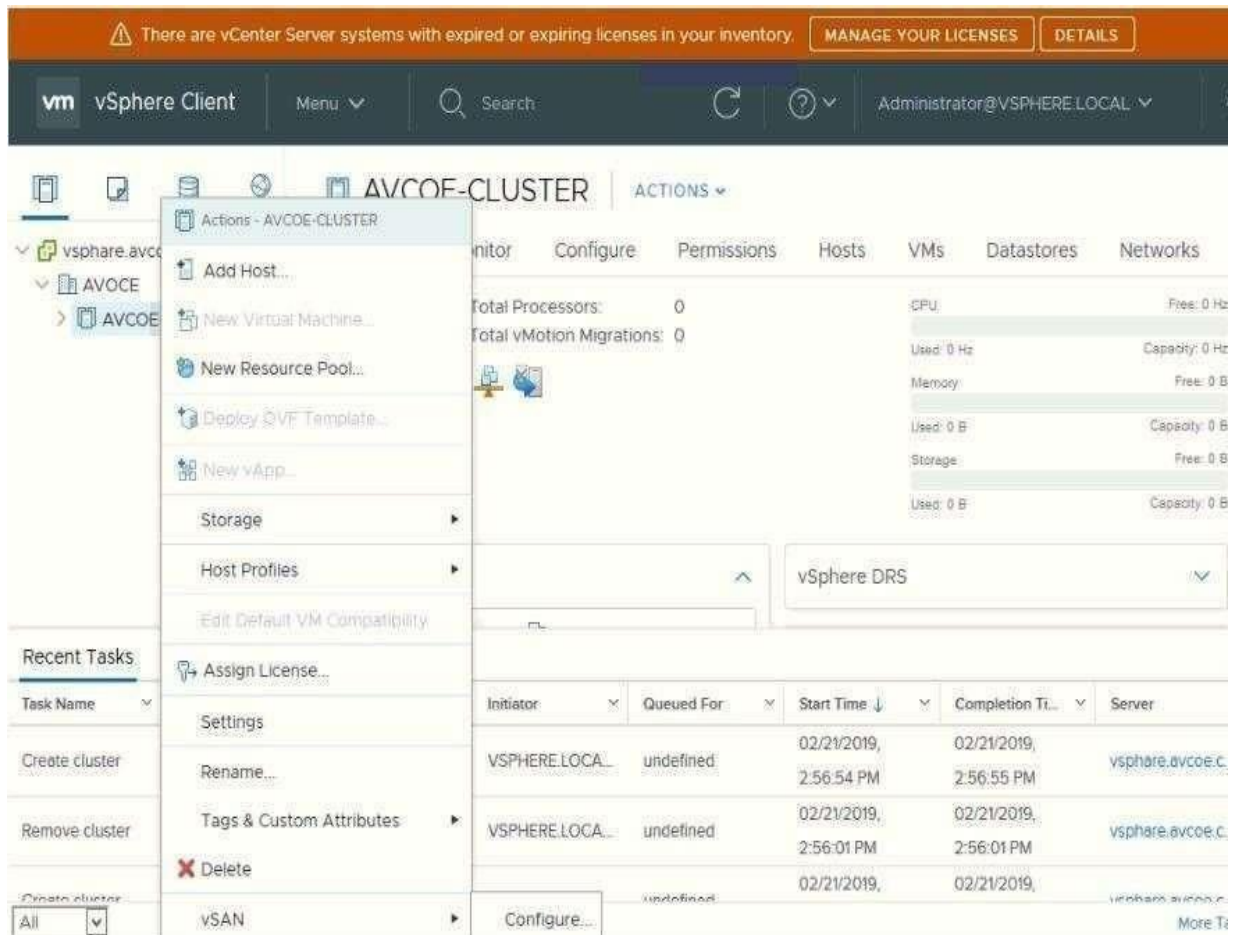 There are vCenter Server systems with expired or expiring licenses in your inventory. MANAGE YOUR LICENSES DETAILS
vm vSphere Client Menu Search Administrator@VSPHERE.LOCAL
AVCOE-CLUSTER ACTIONS
Actions - AVCOE-CLUSTER
vsphare.avco
nitor Configure Permissions Hosts VMs Datastores Networks
Add Host...
AVOCE
AVCOE
New Virtual Machine...
New Resource Pool...
Deploy OVF Template...
New vApp...
Storage
Host Profiles
Edit Default VM Compatibility
Assign License...
Settings
Rename...
Tags & Custom Attributes
Delete
vSAN
Configure...
Total Processors: 0
Total vMotion Migrations: 0
CPU Free: 0 Hz
Used: 0 Hz Capacity: 0 Hz
Memory Free: 0 B
Used: 0 B Capacity: 0 B
Storage Free: 0 B
Used: 0 B Capacity: 0 B
vSphere DRS
Recent Tasks
Task Name Initiator Queued For Start Time ↓ Completion Ti... Server
Create cluster VSPHERE.LOCA... undefined 02/21/2019, 2:56:54 PM 02/21/2019, 2:56:55 PM vsphare.avcoe.c
Remove cluster VSPHERE.LOCA... undefined 02/21/2019, 2:56:01 PM 02/21/2019, 2:56:01 PM vsphare.avcoe.c
Create cluster undefined 02/21/2019, 02/21/2019, vsphare.avcoe.c
All More Ta